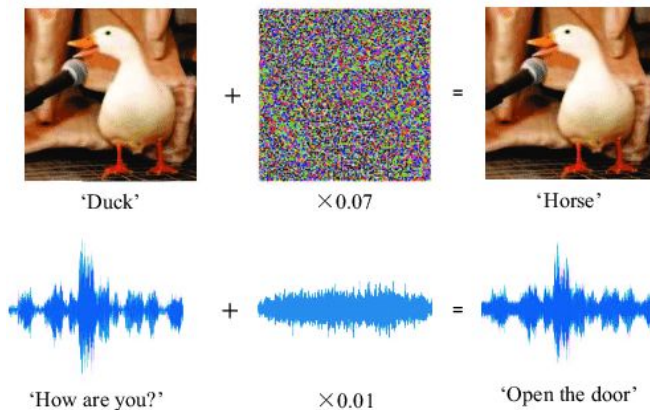 + =
‘Duck’ ×0.07 ‘Horse’
+ =
‘How are you?’ ×0.01 ‘Open the door’